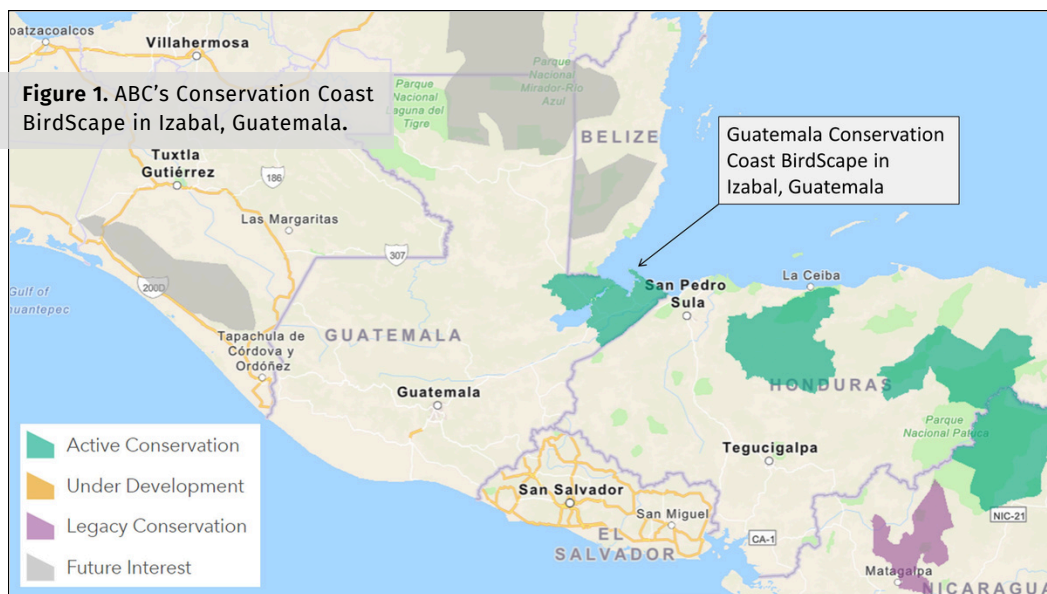 oatzacoalcos
Villahermosa
Figure 1. ABC's Conservation Coast
BirdScape in Izabal, Guatemala.
Parque
Nacional
Laguna del
Tigre
Parque
Nacional
Mirador-Río
Azul
BELIZE
Guatemala Conservation
Coast BirdScape in
Izabal, Guatemala
Tuxtla
Gutiérrez
186
Las Margaritas
307
200D
Gulf of
huantepec
Tapachula de
Córdova y
Ordóñez
GUATEMALA
Guatemala
San Pedro
Sula
La Ceiba
HONDURAS
Parque
Nacional Patuca
Tegucigalpa
NIC-21
San Salvador
San Miguel
EL
SALVADOR
CA-1
Matagalpa
NICARAGUA
Active Conservation
Under Development
Legacy Conservation
Future Interest